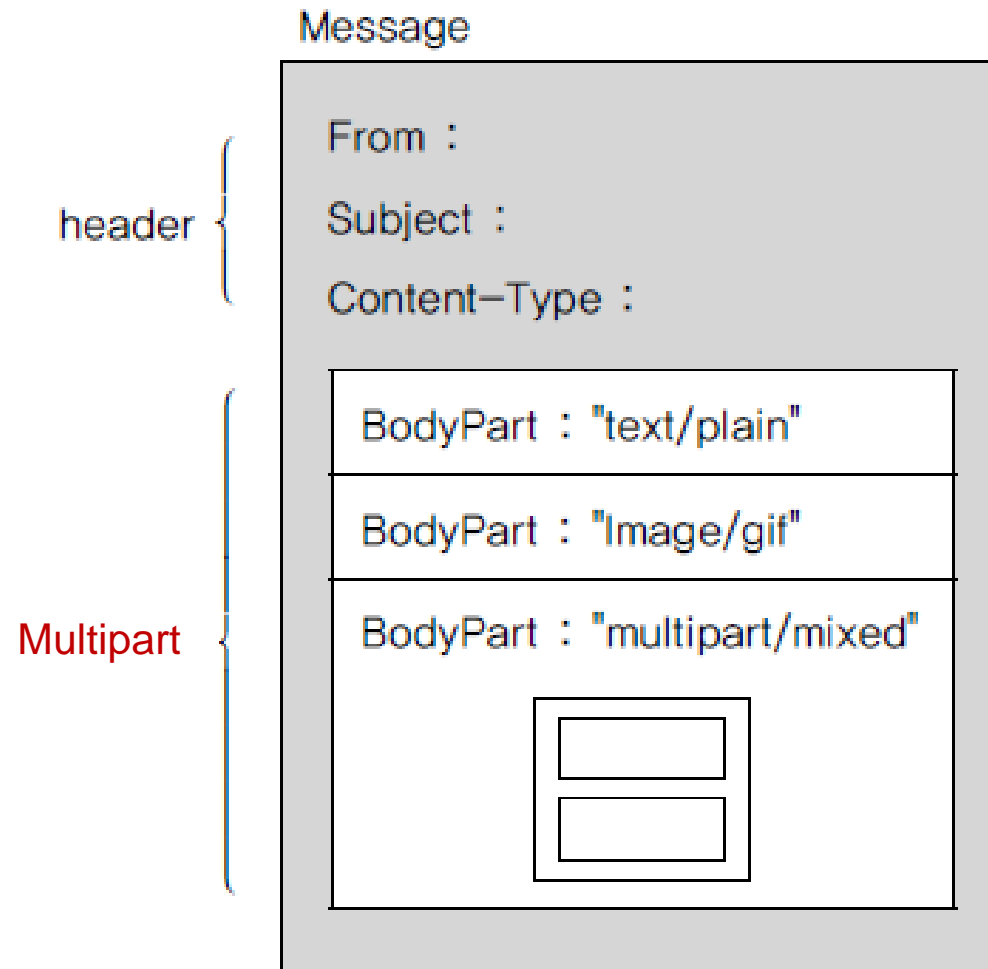 Message
From :
header
Subject :
Content-Type :
BodyPart : "text/plain"
BodyPart : "Image/gif"
Multipart
BodyPart : "multipart/mixed"